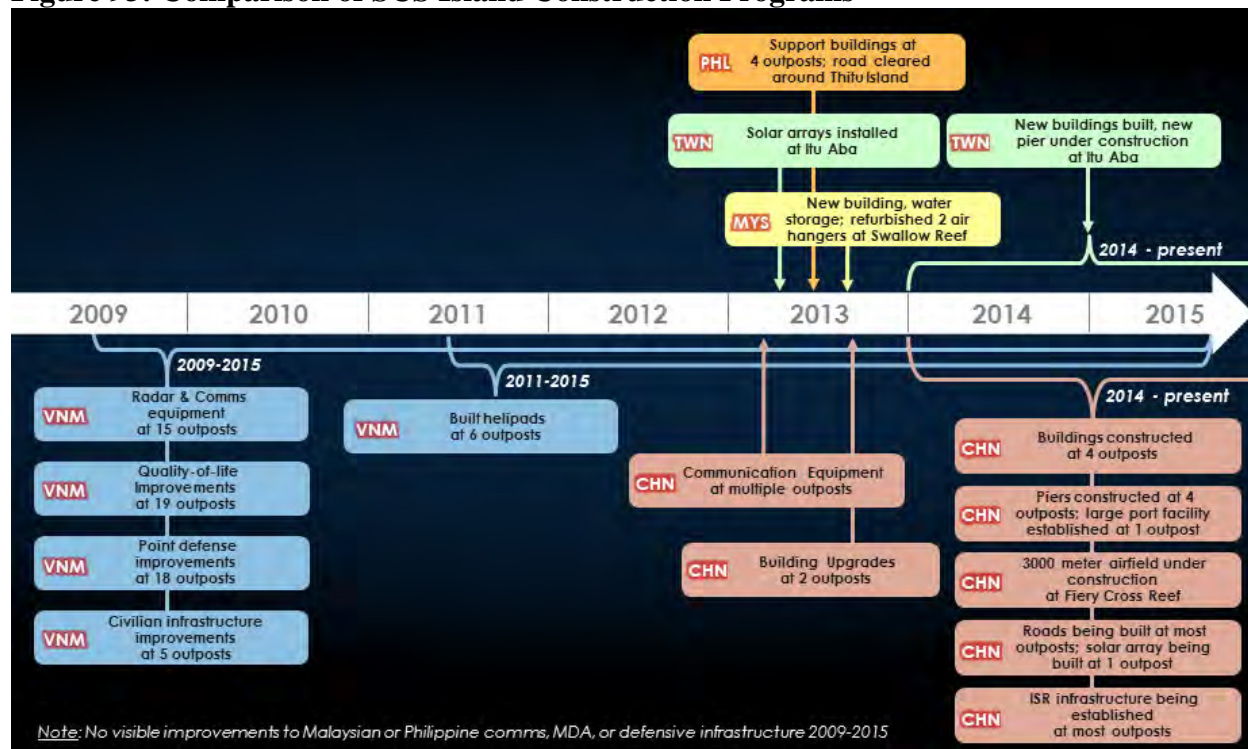 Figure : Comparison of SCS Island Construction Programs
PHL
Support buildings at
4 outposts; road cleared
around Thitu Island
TWN
Solar arrays installed
at Itu Aba
TWN
New buildings built, new
pier under construction
at Itu Aba
MYS
New building, water
storage; refurbished 2 air
hangers at Swallow Reef
2014 - present
2009
2010
2011
2012
2013
2014
2015
2009-2015
VNM
Radar & Comms
equipment
at 15 outposts
VNM
Quality-of-life
Improvements
at 19 outposts
VNM
Point defense
improvements
at 18 outposts
VNM
Civilian infrastructure
improvements
at 5 outposts
2011-2015
VNM
Built helipads
at 6 outposts
CHN
Communication Equipment
at multiple outposts
CHN
Building Upgrades
at 2 outposts
2014 - present
CHN
Buildings constructed
at 4 outposts
CHN
Piers constructed at 4
outposts; large port facility
established at 1 outpost
CHN
3000 meter airfield under
construction
at Fiery Cross Reef
CHN
Roads being built at most
outposts; solar array being
built at 1 outpost
CHN
ISR infrastructure being
established
at most outposts
Note: No visible improvements to Malaysian or Philippine comms, MDA, or defensive infrastructure 2009-2015